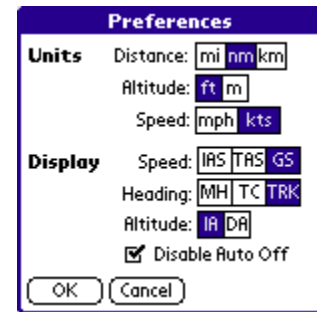 Preferences
Units Distance: mi nm km
Altitude: ft m
Speed: mph kts
Display Speed: IAS TAS GS
Heading: MH TC TRK
Altitude: IA DA
Disable Auto Off
OK Cancel